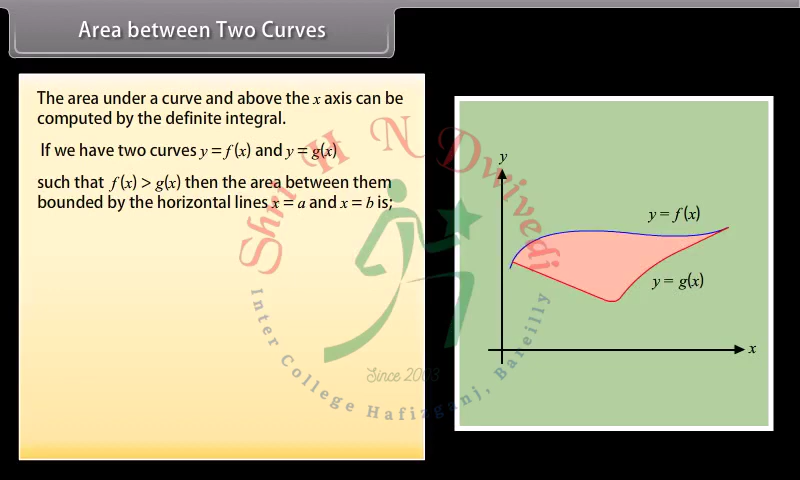 Area between Two Curves
The area under a curve and above the x axis can be
computed by the definite integral.
If we have two curves y = f (x) and y = g(x)
such that f (x) > g(x) then the area between them
bounded by the horizontal lines x = a and x = b is;
y
y = f (x)
y = g(x)
x
Shri H N Dwivedi
Inter College Hafizganj, Bareilly
Since 2003